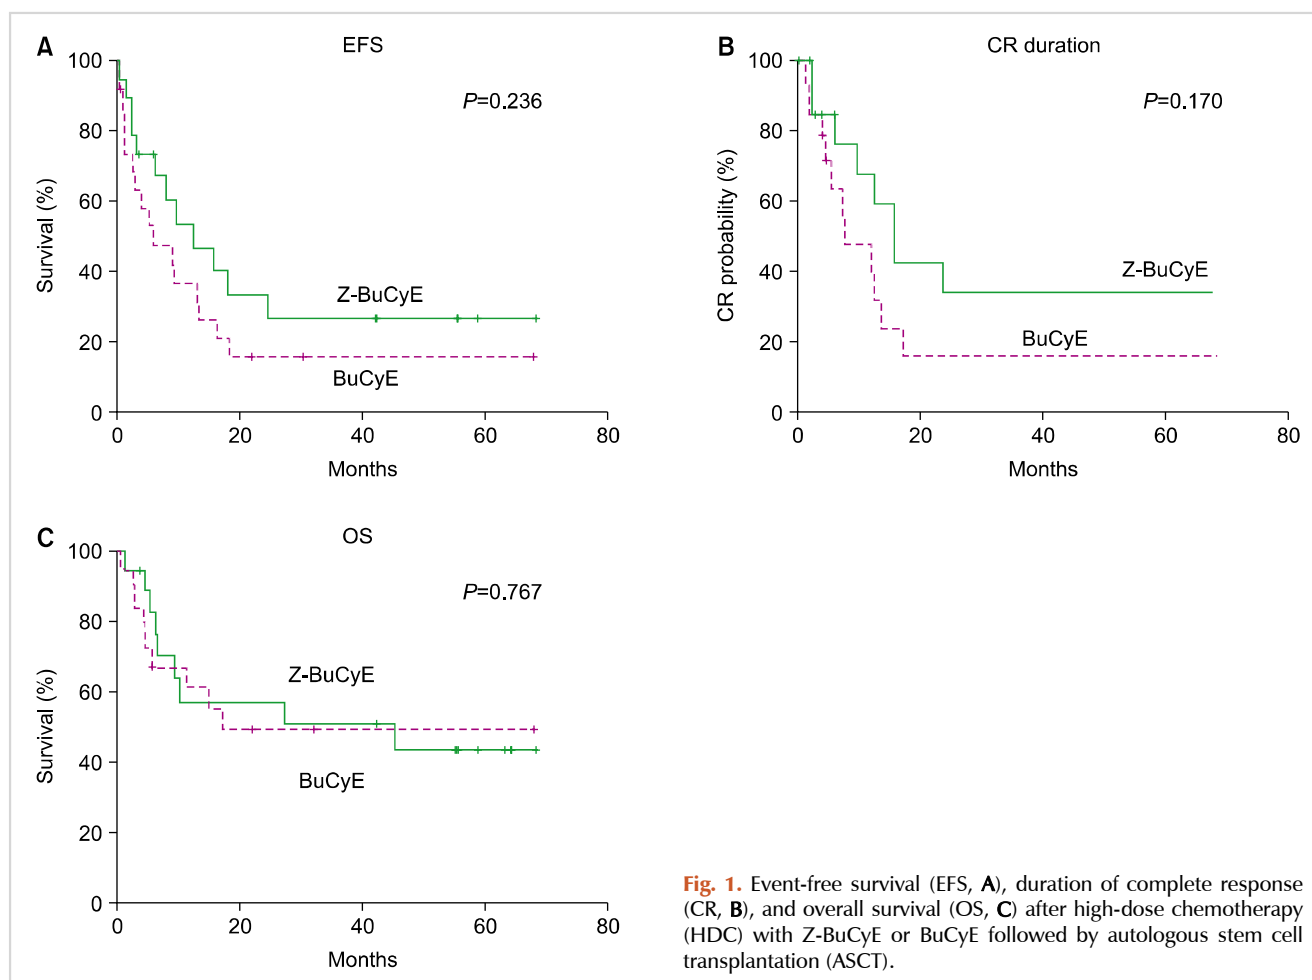 A
EFS
P=0.236
100
80
60
40
20
0
Survival (%)
Z-BuCyE
BuCyE
0 20 40 60 80
Months
B
CR duration
P=0.170
100
80
60
40
20
0
CR probability (%)
Z-BuCyE
BuCyE
0 20 40 60 80
Months
C
OS
P=0.767
100
80
60
40
20
0
Survival (%)
Z-BuCyE
BuCyE
0 20 40 60 80
Months
Fig. 1. Event-free survival (EFS, A), duration of complete response
(CR, B), and overall survival (OS, C) after high-dose chemotherapy
(HDC) with Z-BuCyE or BuCyE followed by autologous stem cell
transplantation (ASCT).